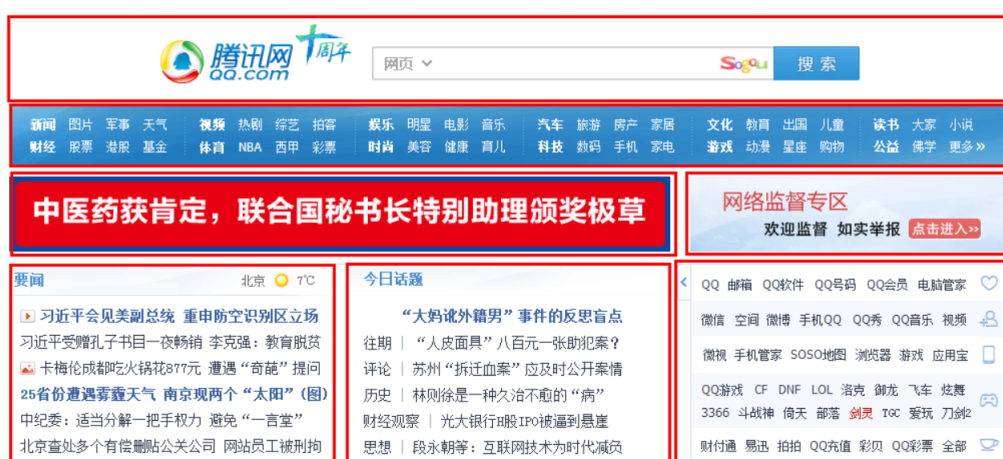 腾讯网 十周年
QQ.com
网页 Sogou 搜 索
新闻 图片 军事 天气 视频 热剧 综艺 拍客 娱乐 明星 电影 音乐 汽车 旅游 房产 家居 文化 教育 出国 儿童 读书 大家 小说
财经 股票 港股 基金 体育 NBA 西甲 彩票 时尚 美容 健康 育儿 科技 数码 手机 家电 游戏 动漫 星座 购物 公益 佛学 更多»
中医药获肯定，联合国秘书长特别助理颁奖极草
网络监督专区
欢迎监督 如实举报 点击进入»
要闻 北京 7℃
习近平会见美副总统 重申防空识别区立场
习近平受赠孔子书目一夜畅销 李克强：教育脱贫
卡梅伦成都吃火锅花877元 遭遇“奇葩”提问
25省份遭遇雾霾天气 南京观两个“太阳”(图)
中纪委：适当分解一把手权力 避免“一言堂”
北京查处多个有偿删贴公关公司 网站员工被刑拘
今日话题
“大妈讹外籍男”事件的反思盲点
往期 | “人皮面具”八百元一张助犯案?
评论 | 苏州“拆迁血案”应及时公开案情
历史 | 林则徐是一种久治不愈的“病”
财经观察 | 光大银行H股IPO被逼到悬崖
思想 | 段永朝等：互联网技术为时代减负
QQ 邮箱 QQ软件 QQ号码 QQ会员 电脑管家
微信 空间 微博 手机QQ QQ秀 QQ音乐 视频
微视 手机管家 SOSO地图 浏览器 游戏 应用宝
QQ游戏 CF DNF LOL 洛克 御龙 飞车 炫舞
3366 斗战神 倚天 部落 剑灵 TGC 爱玩 刀剑2
财付通 易迅 拍拍 QQ充值 彩贝 QQ彩票 全部